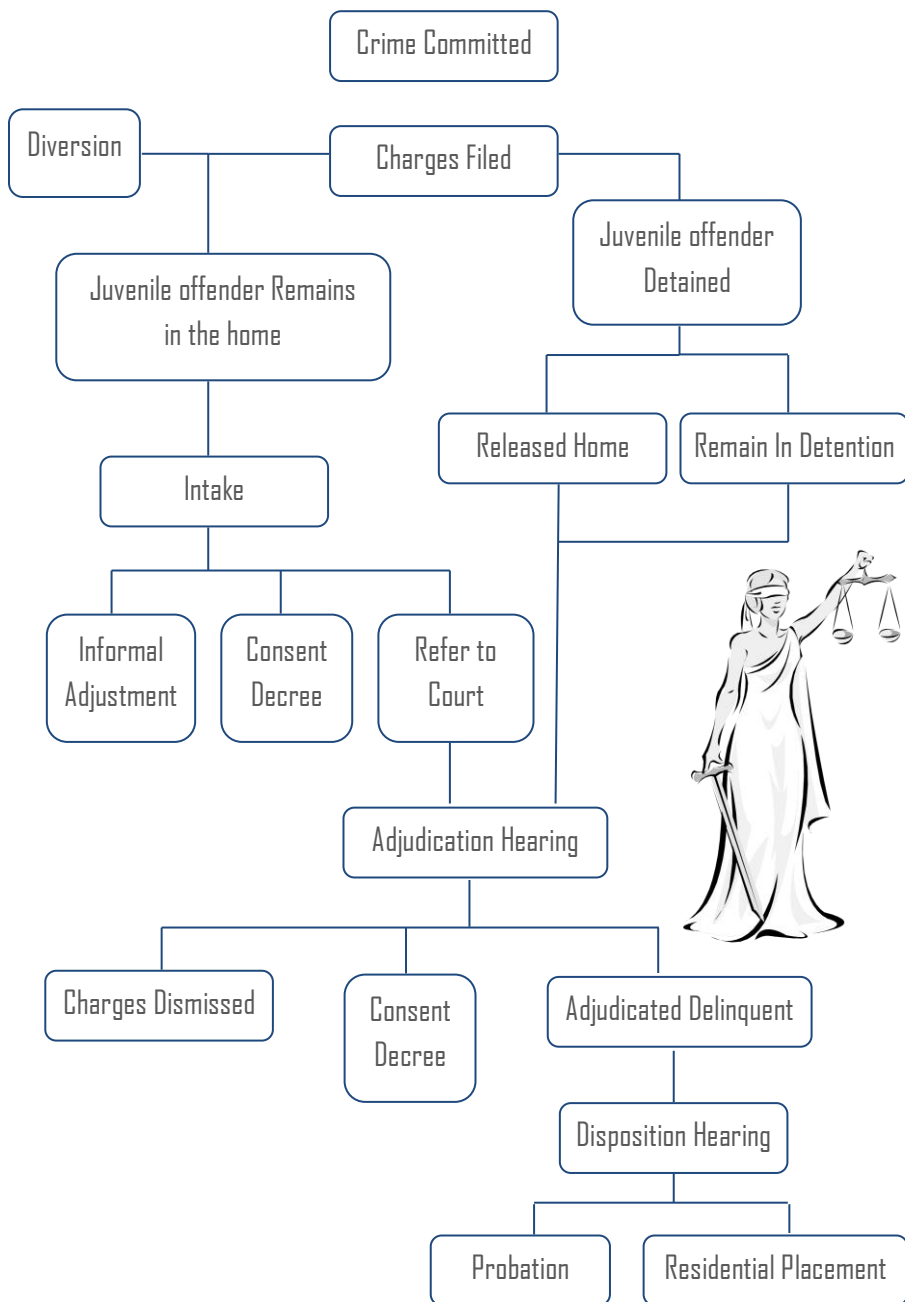 Crime Committed
Diversion
Charges Filed
Juvenile offender
Detained
Juvenile offender Remains
in the home
Released Home
Remain In Detention
Intake
Informal
Adjustment
Consent
Decree
Refer to
Court
Adjudication Hearing
Charges Dismissed
Consent
Decree
Adjudicated Delinquent
Disposition Hearing
Probation
Residential Placement